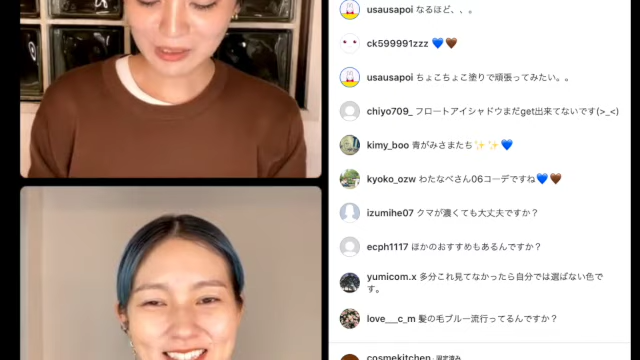 usausapoi なるほど、、。
ck599991zzz 💙🤎
usausapoi ちょこちょこ塗りで頑張ってみたい。。
chiyo709_ フロートアイシャドウまだget出来てないです(>_<)
kimy_boo 青がみさまたち✨✨💙
kyoko_ozw わたなべさん06コーデですね💙🤎
izumihe07 クマが濃くても大丈夫ですか？
ecph1117 ほかのおすすめもあるんですか？
yumicom.x 多分これ見てなかったら自分では選ばない色で
す。
love___c_m 髪の毛ブルー流行ってるんですか？
cosmekitchen 固定済み